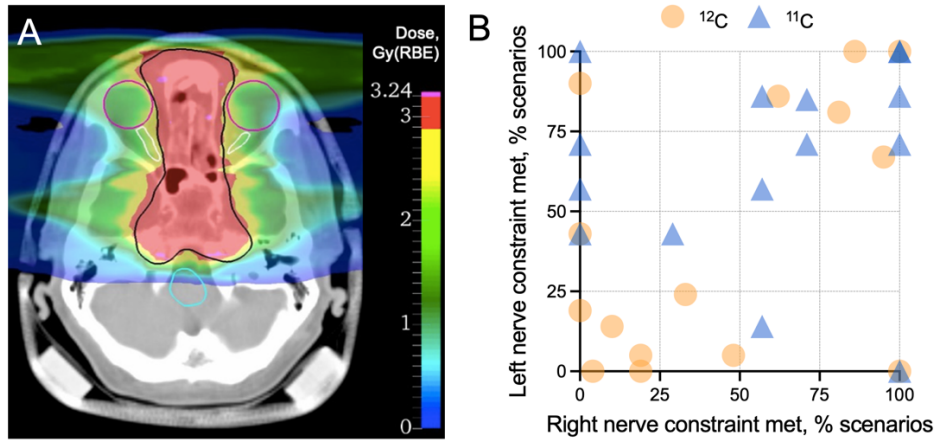 A
Dose,
Gy(RBE)
3.24
3
2
1
0
B
¹²C
¹¹C
Left nerve constraint met, % scenarios
100
75
50
25
0
0
25
50
75
100
Right nerve constraint met, % scenarios